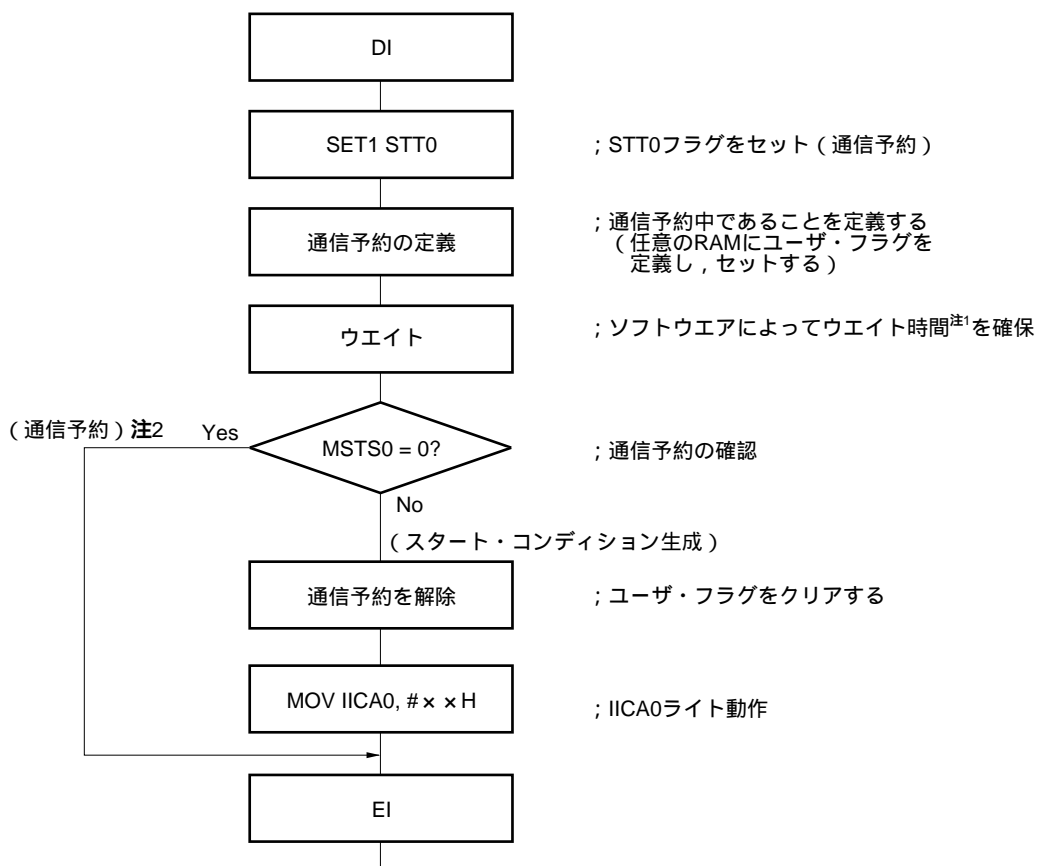 DI
SET1 STT0
；STT0フラグをセット（通信予約）
通信予約の定義
；通信予約中であることを定義する
（任意のRAMにユーザ・フラグを
定義し，セットする）
ウエイト
；ソフトウエアによってウエイト時間注1を確保
（通信予約）注2
Yes
MSTS0 = 0?
；通信予約の確認
No
（スタート・コンディション生成）
通信予約を解除
；ユーザ・フラグをクリアする
MOV IICA0, #××H
；IICA0ライト動作
EI